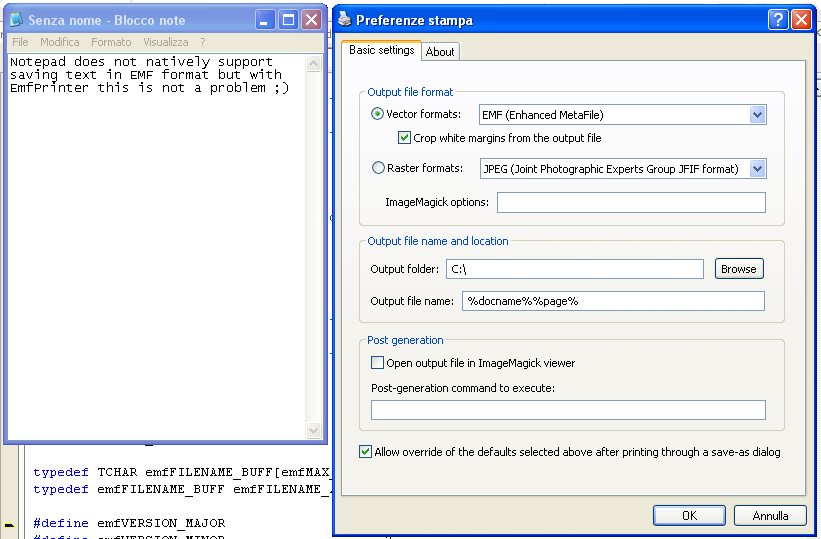 Senza nome - Blocco note
File Modifica Formato Visualizza ?
Notepad does not natively support
saving text in EMF format but with
EmfPrinter this is not a problem ;)
Preferenze stampa
Basic settings About
Output file format
Vector formats: EMF (Enhanced MetaFile)
Crop white margins from the output file
Raster formats: JPEG (Joint Photographic Experts Group JFIF format)
ImageMagick options:
Output file name and location
Output folder: C:\ Browse
Output file name: %docname%%page%
Post generation
Open output file in ImageMagick viewer
Post-generation command to execute:
Allow override of the defaults selected above after printing through a save-as dialog
OK Annulla
typedef TCHAR emfFILENAME_BUFF[emfMAX_
typedef emfFILENAME_BUFF emfFILENAME_
#define emfVERSION_MAJOR
#define emfVERSION_MINOR